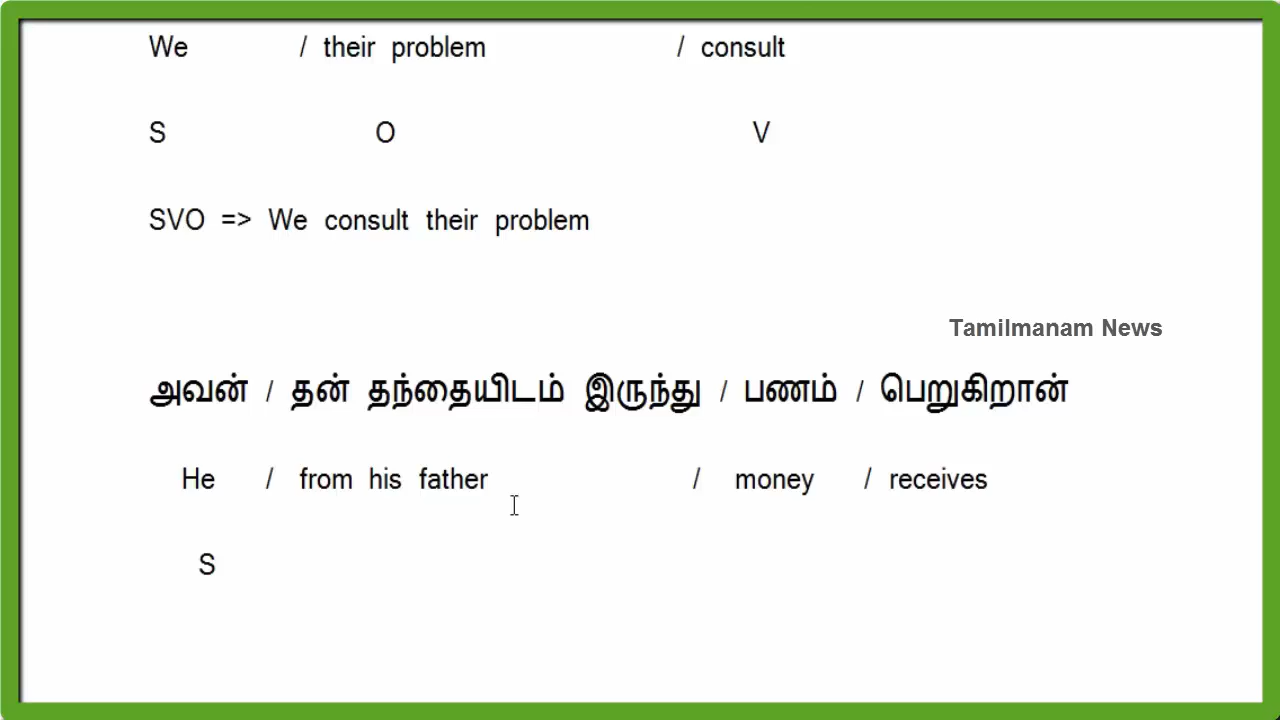 We / their problem / consult
S O V
SVO => We consult their problem
Tamilmanam News
அவன் / தன் தந்தையிடம் இருந்து / பணம் / பெறுகிறான்
He / from his father / money / receives
S